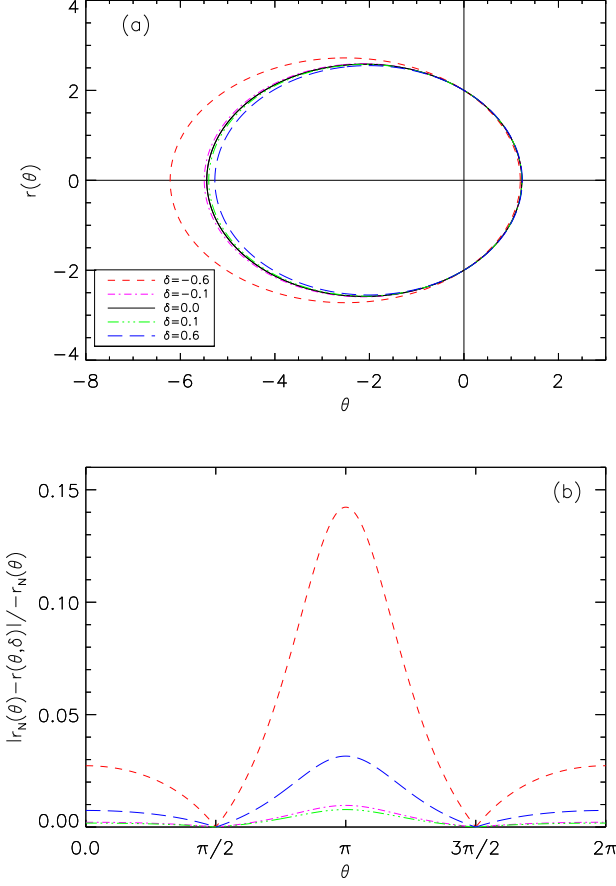 (a)
4
2
0
−2
−4
r(θ)
δ=−0.6
δ=−0.1
δ=0.0
δ=0.1
δ=0.6
−8 −6 −4 −2 0 2
θ
(b)
0.15
0.10
0.05
0.00
|r_N(θ)−r(θ,δ)|/−r_N(θ)
0.0 π/2 π 3π/2 2π
θ